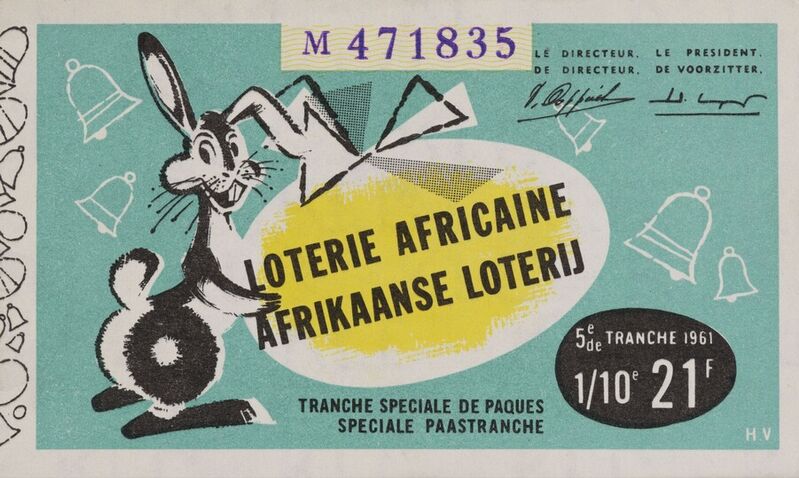 M 471835
LE DIRECTEUR. LE PRESIDENT.
DE DIRECTEUR. DE VOORZITTER.
LOTERIE AFRICAINE
AFRIKAANSE LOTERIJ
5e de TRANCHE 1961
1/10e 21F
TRANCHE SPECIALE DE PAQUES
SPECIALE PAASTRANCHE
H.V